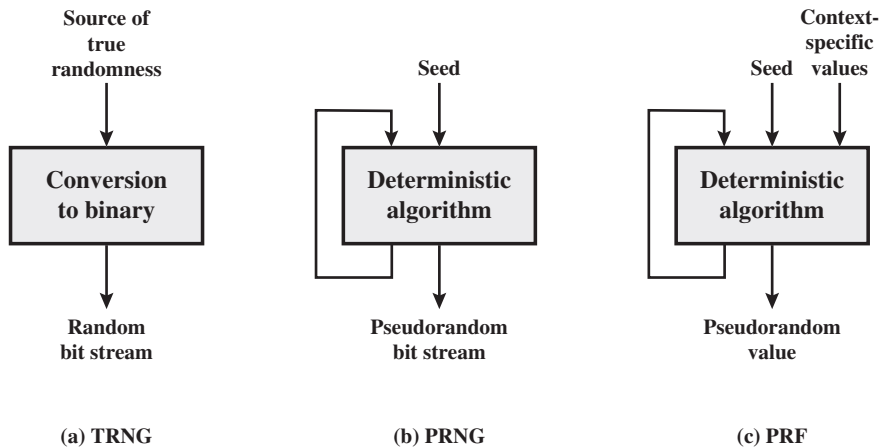 Source of
true
randomness
Conversion
to binary
Random
bit stream
(a) TRNG
Seed
Deterministic
algorithm
Pseudorandom
bit stream
(b) PRNG
Context-
specific
values
Seed
Deterministic
algorithm
Pseudorandom
value
(c) PRF